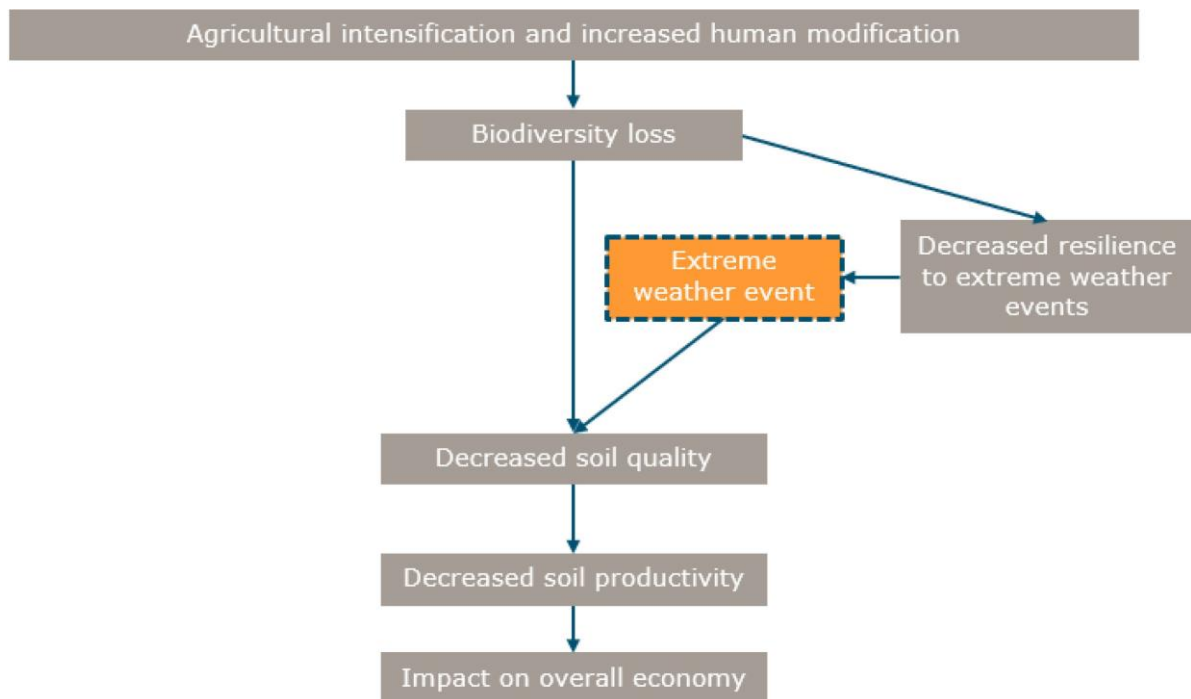 Agricultural intensification and increased human modification
Biodiversity loss
Extreme
weather event
Decreased resilience
to extreme weather
events
Decreased soil quality
Decreased soil productivity
Impact on overall economy